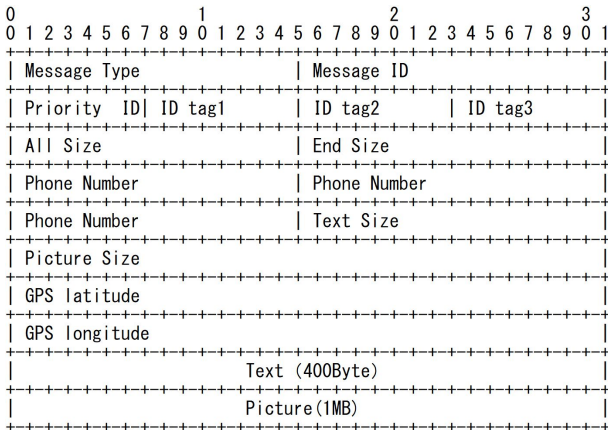 0 1 2 3
0 1 2 3 4 5 6 7 8 9 0 1 2 3 4 5 6 7 8 9 0 1 2 3 4 5 6 7 8 9 0 1
Message Type | Message ID
Priority ID| ID tag1 | ID tag2 | ID tag3
All Size | End Size
Phone Number | Phone Number
Phone Number | Text Size
Picture Size
GPS latitude
GPS longitude
Text (400Byte)
Picture(1MB)